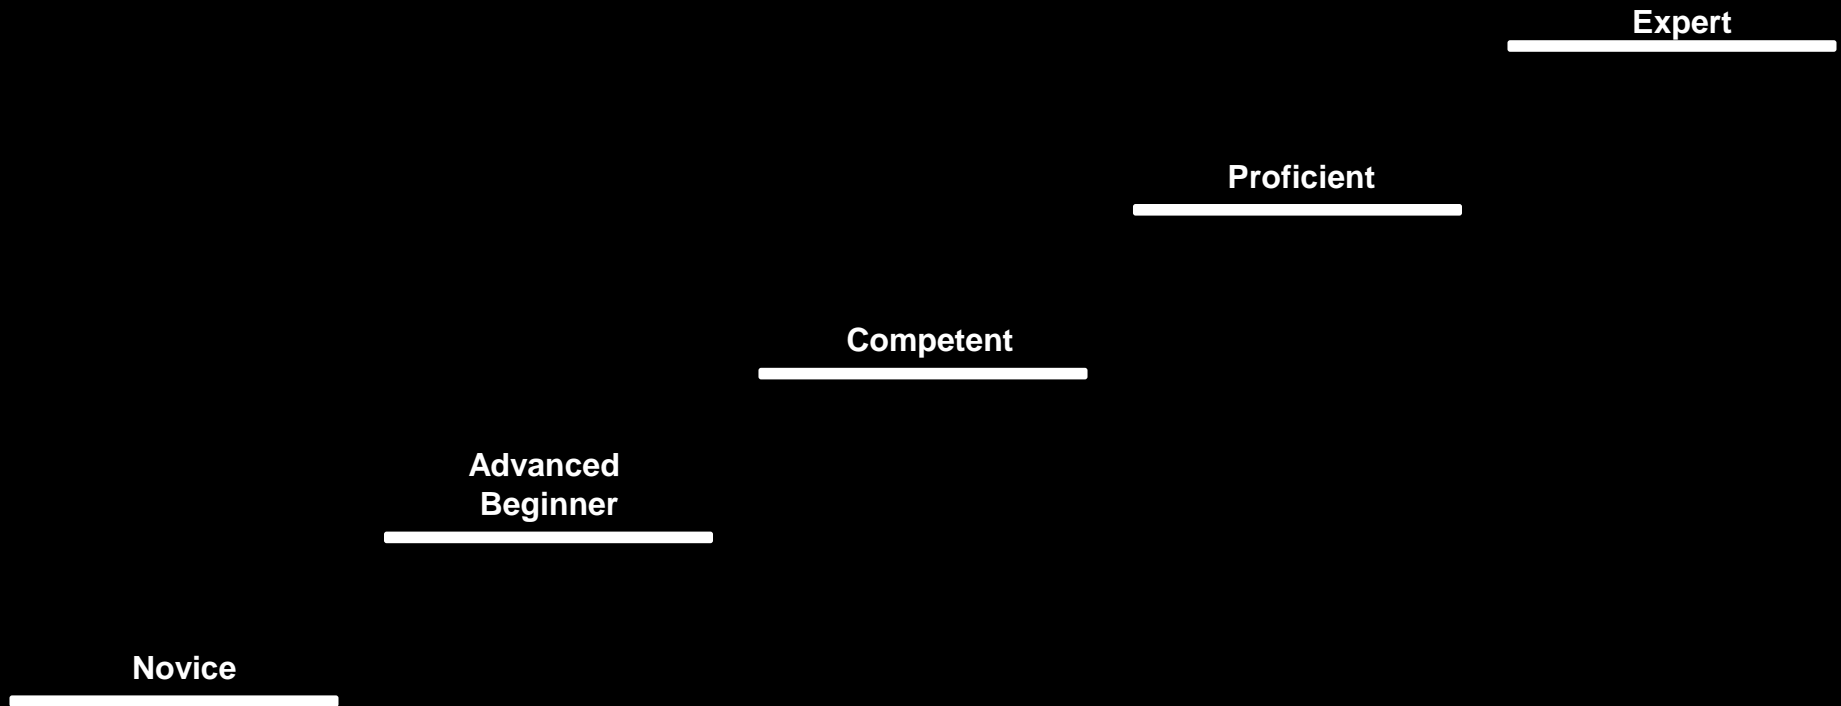 Expert
Proficient
Competent
Advanced
Beginner
Novice